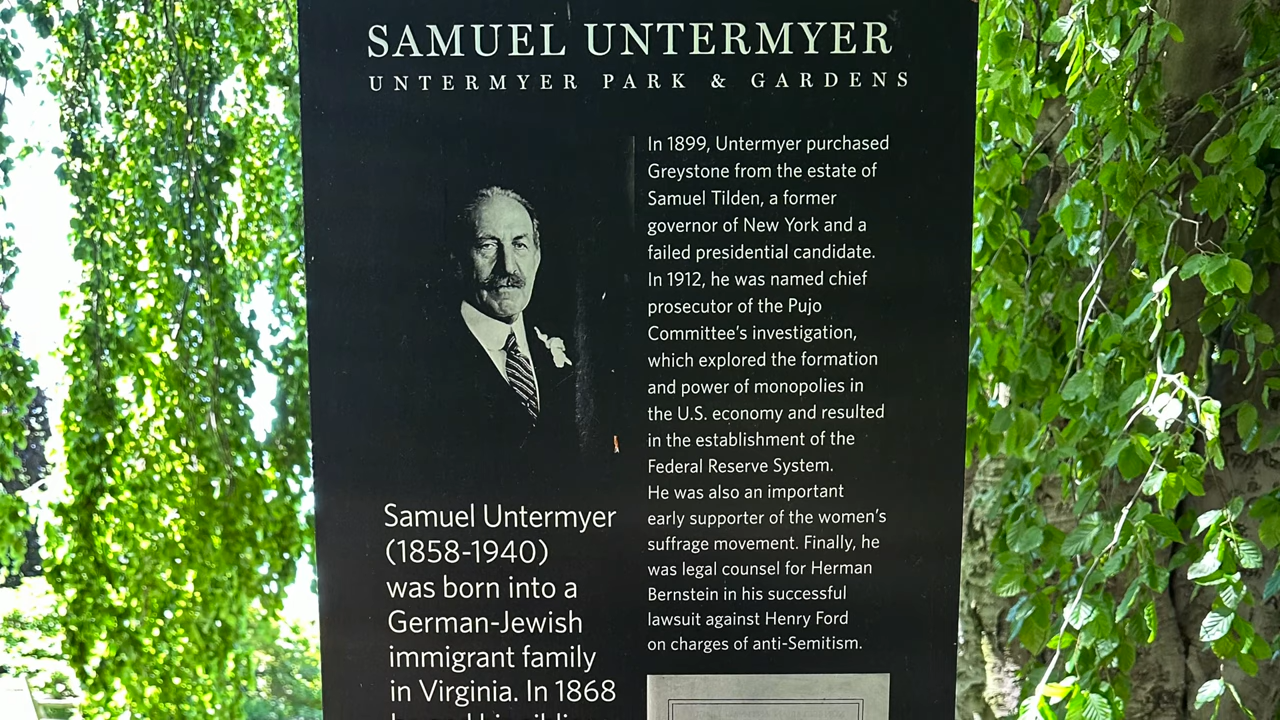 SAMUEL UNTERMYER
UNTERMYER PARK & GARDENS
Samuel Untermyer
(1858-1940)
was born into a
German-Jewish
immigrant family
in Virginia. In 1868
In 1899, Untermyer purchased
Greystone from the estate of
Samuel Tilden, a former
governor of New York and a
failed presidential candidate.
In 1912, he was named chief
prosecutor of the Pujo
Committee's investigation,
which explored the formation
and power of monopolies in
the U.S. economy and resulted
in the establishment of the
Federal Reserve System.
He was also an important
early supporter of the women's
suffrage movement. Finally, he
was legal counsel for Herman
Bernstein in his successful
lawsuit against Henry Ford
on charges of anti-Semitism.